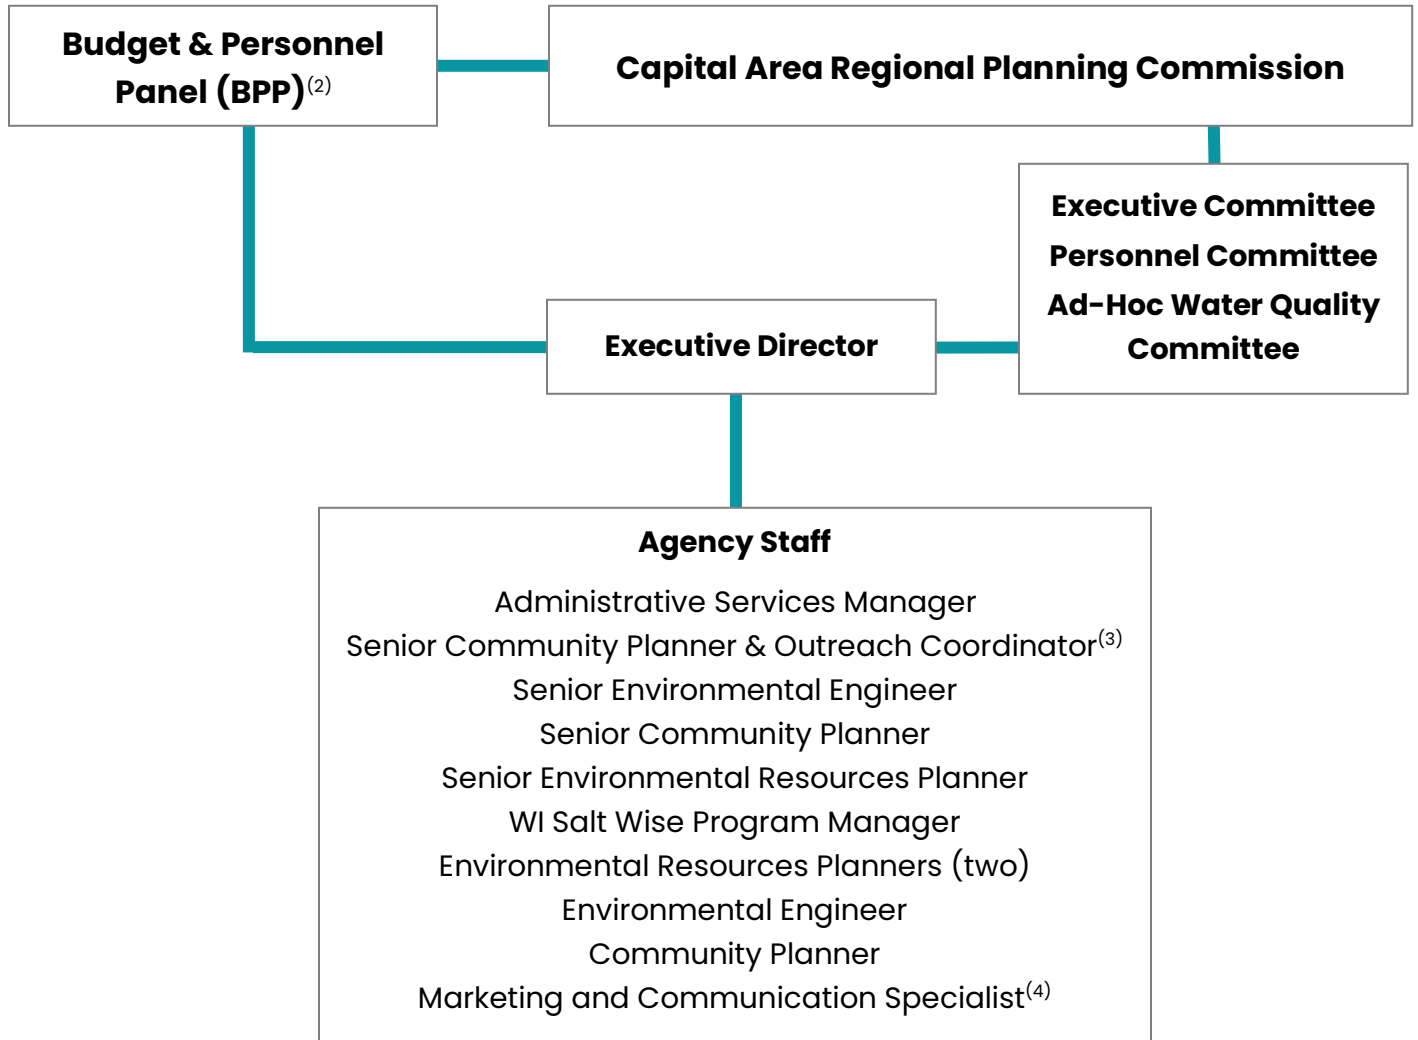 Budget & Personnel
Panel (BPP)(2)
Capital Area Regional Planning Commission
Executive Committee
Personnel Committee
Ad-Hoc Water Quality
Committee
Executive Director
Agency Staff
Administrative Services Manager
Senior Community Planner & Outreach Coordinator(3)
Senior Environmental Engineer
Senior Community Planner
Senior Environmental Resources Planner
WI Salt Wise Program Manager
Environmental Resources Planners (two)
Environmental Engineer
Community Planner
Marketing and Communication Specialist(4)